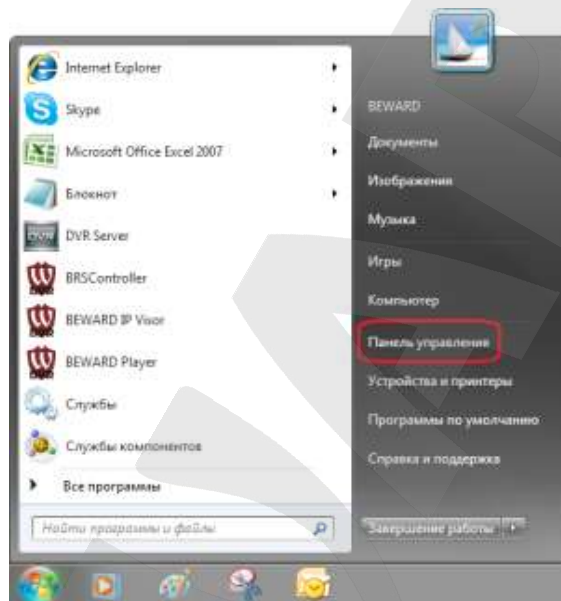 Internet Explorer
Skype
Microsoft Office Excel 2007
Блокнот
DVR Server
BRSController
BEWARD IP Visor
BEWARD Player
Службы
Службы компонентов
Все программы
Найти программы и файлы
BEWARD
Документы
Изображения
Музыка
Игры
Компьютер
Панель управления
Устройства и принтеры
Программы по умолчанию
Справка и поддержка
Завершение работы